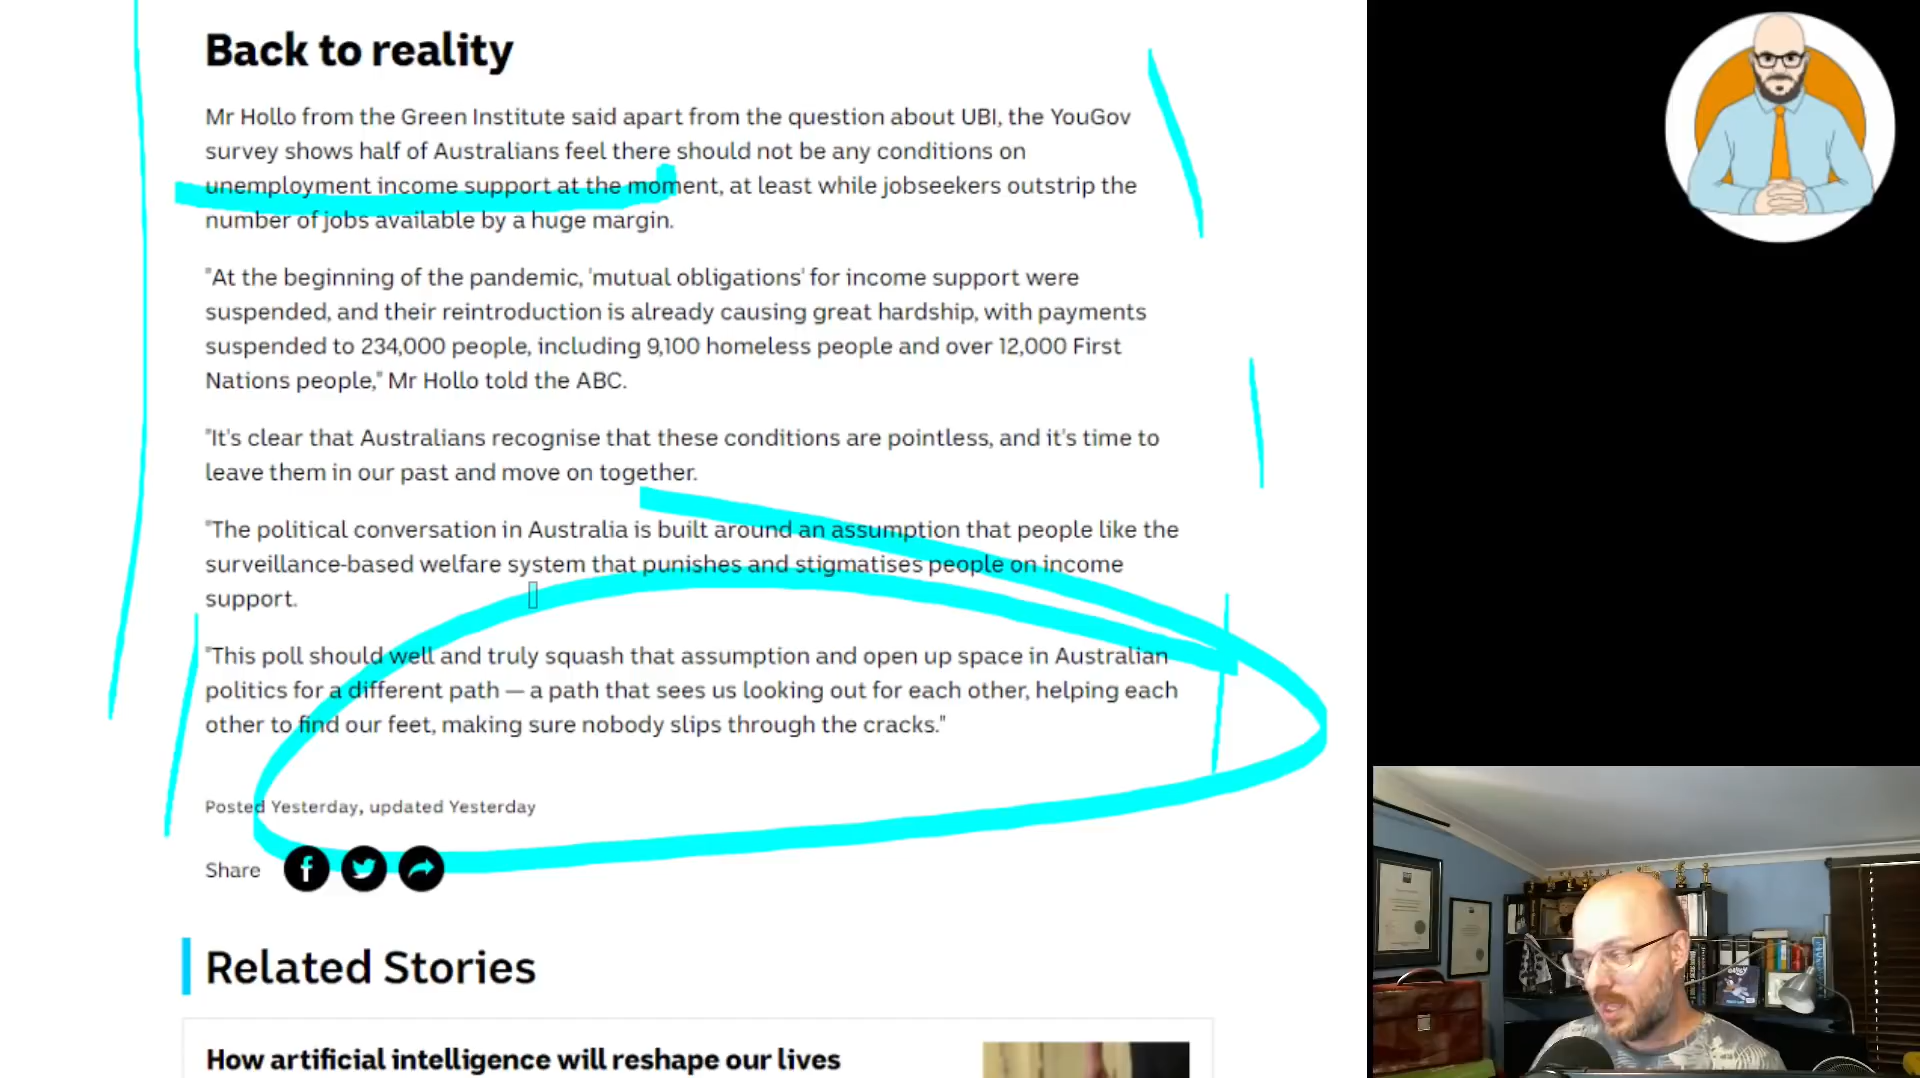 Back to reality
Mr Hollo from the Green Institute said apart from the question about UBI, the YouGov
survey shows half of Australians feel there should not be any conditions on
unemployment income support at the moment, at least while jobseekers outstrip the
number of jobs available by a huge margin.
"At the beginning of the pandemic, 'mutual obligations' for income support were
suspended, and their reintroduction is already causing great hardship, with payments
suspended to 234,000 people, including 9,100 homeless people and over 12,000 First
Nations people," Mr Hollo told the ABC.
"It's clear that Australians recognise that these conditions are pointless, and it's time to
leave them in our past and move on together.
"The political conversation in Australia is built around an assumption that people like the
surveillance-based welfare system that punishes and stigmatises people on income
support.
"This poll should well and truly squash that assumption and open up space in Australian
politics for a different path — a path that sees us looking out for each other, helping each
other to find our feet, making sure nobody slips through the cracks."
Posted Yesterday, updated Yesterday
Share
Related Stories
How artificial intelligence will reshape our lives